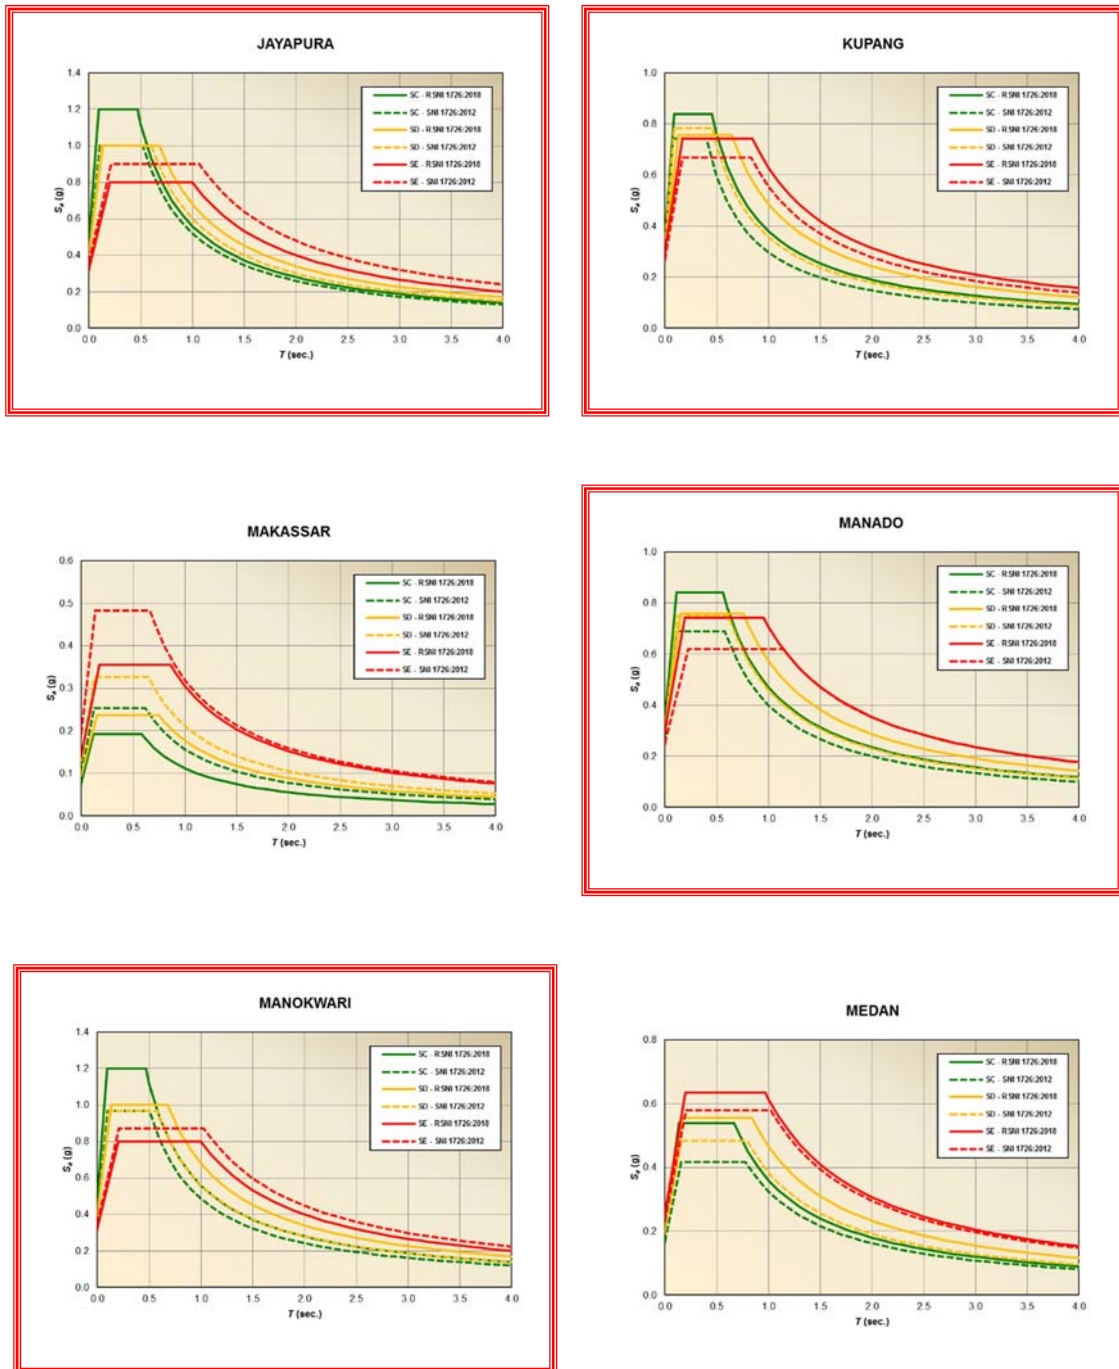 JAYAPURA
1.4
1.2
1.0
0.8
0.6
0.4
0.2
0.0
Sa (g)
SC - RSNI 1726:2018
SC - SNI 1726:2012
SD - RSNI 1726:2018
SD - SNI 1726:2012
SE - RSNI 1726:2018
SE - SNI 1726:2012
0.0 0.5 1.0 1.5 2.0 2.5 3.0 3.5 4.0
T (sec.)
KUPANG
1.0
0.8
0.6
0.4
0.2
0.0
Sa (g)
SC - RSNI 1726:2018
SC - SNI 1726:2012
SD - RSNI 1726:2018
SD - SNI 1726:2012
SE - RSNI 1726:2018
SE - SNI 1726:2012
0.0 0.5 1.0 1.5 2.0 2.5 3.0 3.5 4.0
T (sec.)
MAKASSAR
0.6
0.5
0.4
0.3
0.2
0.1
0.0
Sa (g)
SC - RSNI 1726:2018
SC - SNI 1726:2012
SD - RSNI 1726:2018
SD - SNI 1726:2012
SE - RSNI 1726:2018
SE - SNI 1726:2012
0.0 0.5 1.0 1.5 2.0 2.5 3.0 3.5 4.0
T (sec.)
MANADO
1.0
0.8
0.6
0.4
0.2
0.0
Sa (g)
SC - RSNI 1726:2018
SC - SNI 1726:2012
SD - RSNI 1726:2018
SD - SNI 1726:2012
SE - RSNI 1726:2018
SE - SNI 1726:2012
0.0 0.5 1.0 1.5 2.0 2.5 3.0 3.5 4.0
T (sec.)
MANOKWARI
1.4
1.2
1.0
0.8
0.6
0.4
0.2
0.0
Sa (g)
SC - RSNI 1726:2018
SC - SNI 1726:2012
SD - RSNI 1726:2018
SD - SNI 1726:2012
SE - RSNI 1726:2018
SE - SNI 1726:2012
0.0 0.5 1.0 1.5 2.0 2.5 3.0 3.5 4.0
T (sec.)
MEDAN
0.8
0.6
0.4
0.2
0.0
Sa (g)
SC - RSNI 1726:2018
SC - SNI 1726:2012
SD - RSNI 1726:2018
SD - SNI 1726:2012
SE - RSNI 1726:2018
SE - SNI 1726:2012
0.0 0.5 1.0 1.5 2.0 2.5 3.0 3.5 4.0
T (sec.)